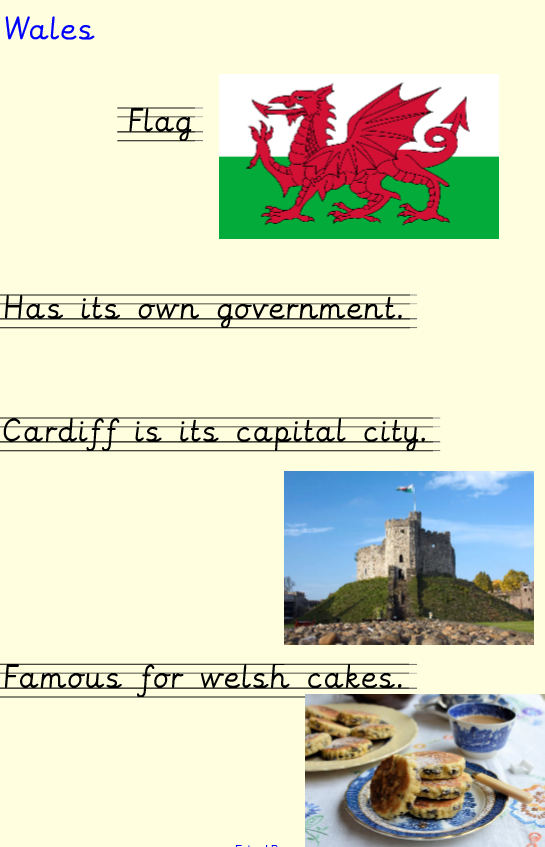 Wales
Flag
Has its own government.
Cardiff is its capital city.
Famous for welsh cakes.